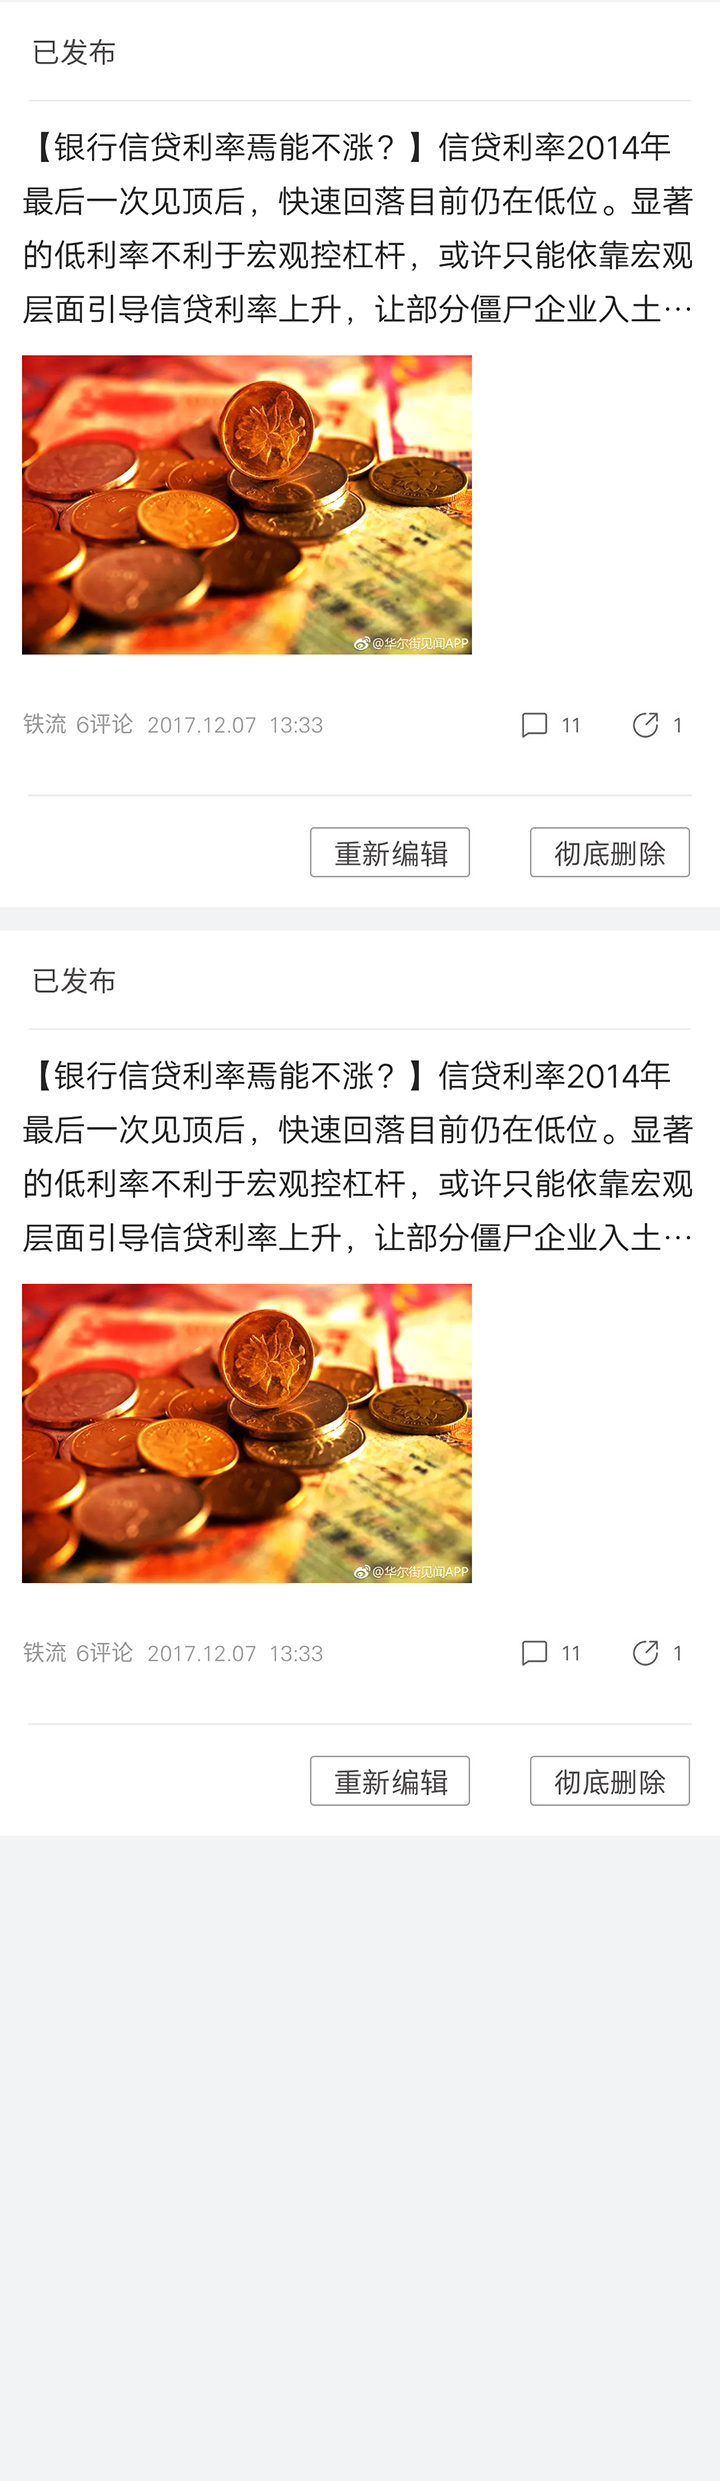 已发布
【银行信贷利率焉能不涨？】信贷利率2014年
最后一次见顶后，快速回落目前仍在低位。显著
的低利率不利于宏观控杠杆，或许只能依靠宏观
层面引导信贷利率上升，让部分僵尸企业入土…
@华尔街见闻APP
铁流 6评论 2017.12.07 13:33 11 1
重新编辑 彻底删除
已发布
【银行信贷利率焉能不涨？】信贷利率2014年
最后一次见顶后，快速回落目前仍在低位。显著
的低利率不利于宏观控杠杆，或许只能依靠宏观
层面引导信贷利率上升，让部分僵尸企业入土…
@华尔街见闻APP
铁流 6评论 2017.12.07 13:33 11 1
重新编辑 彻底删除